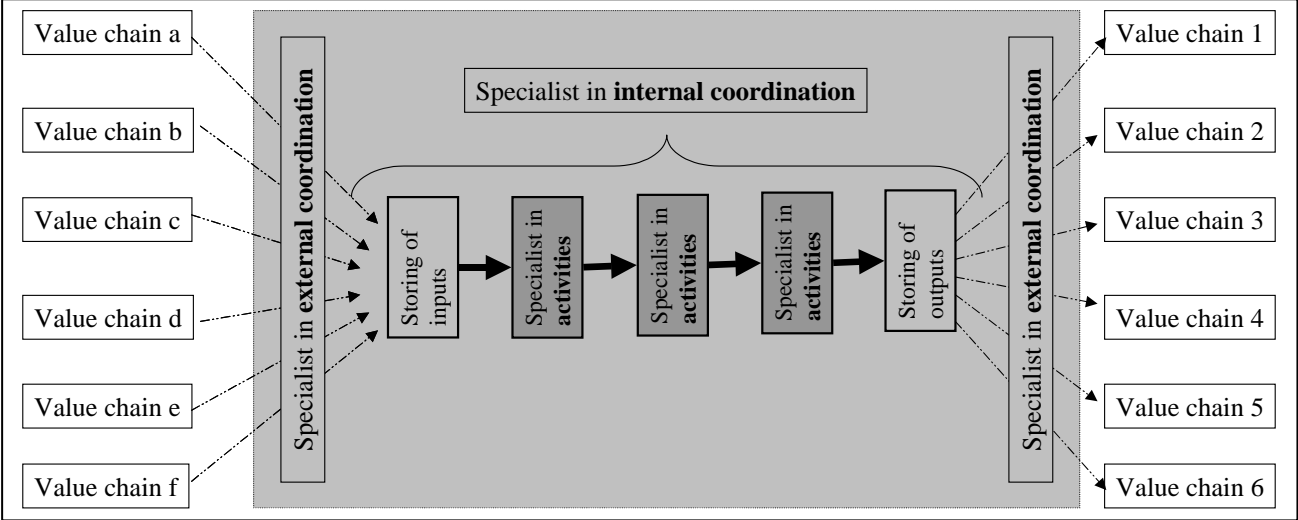 Value chain a
Value chain b
Value chain c
Value chain d
Value chain e
Value chain f
Specialist in external coordination
Specialist in internal coordination
Storing of
inputs
Specialist in
activities
Specialist in
activities
Specialist in
activities
Storing of
outputs
Specialist in external coordination
Value chain 1
Value chain 2
Value chain 3
Value chain 4
Value chain 5
Value chain 6